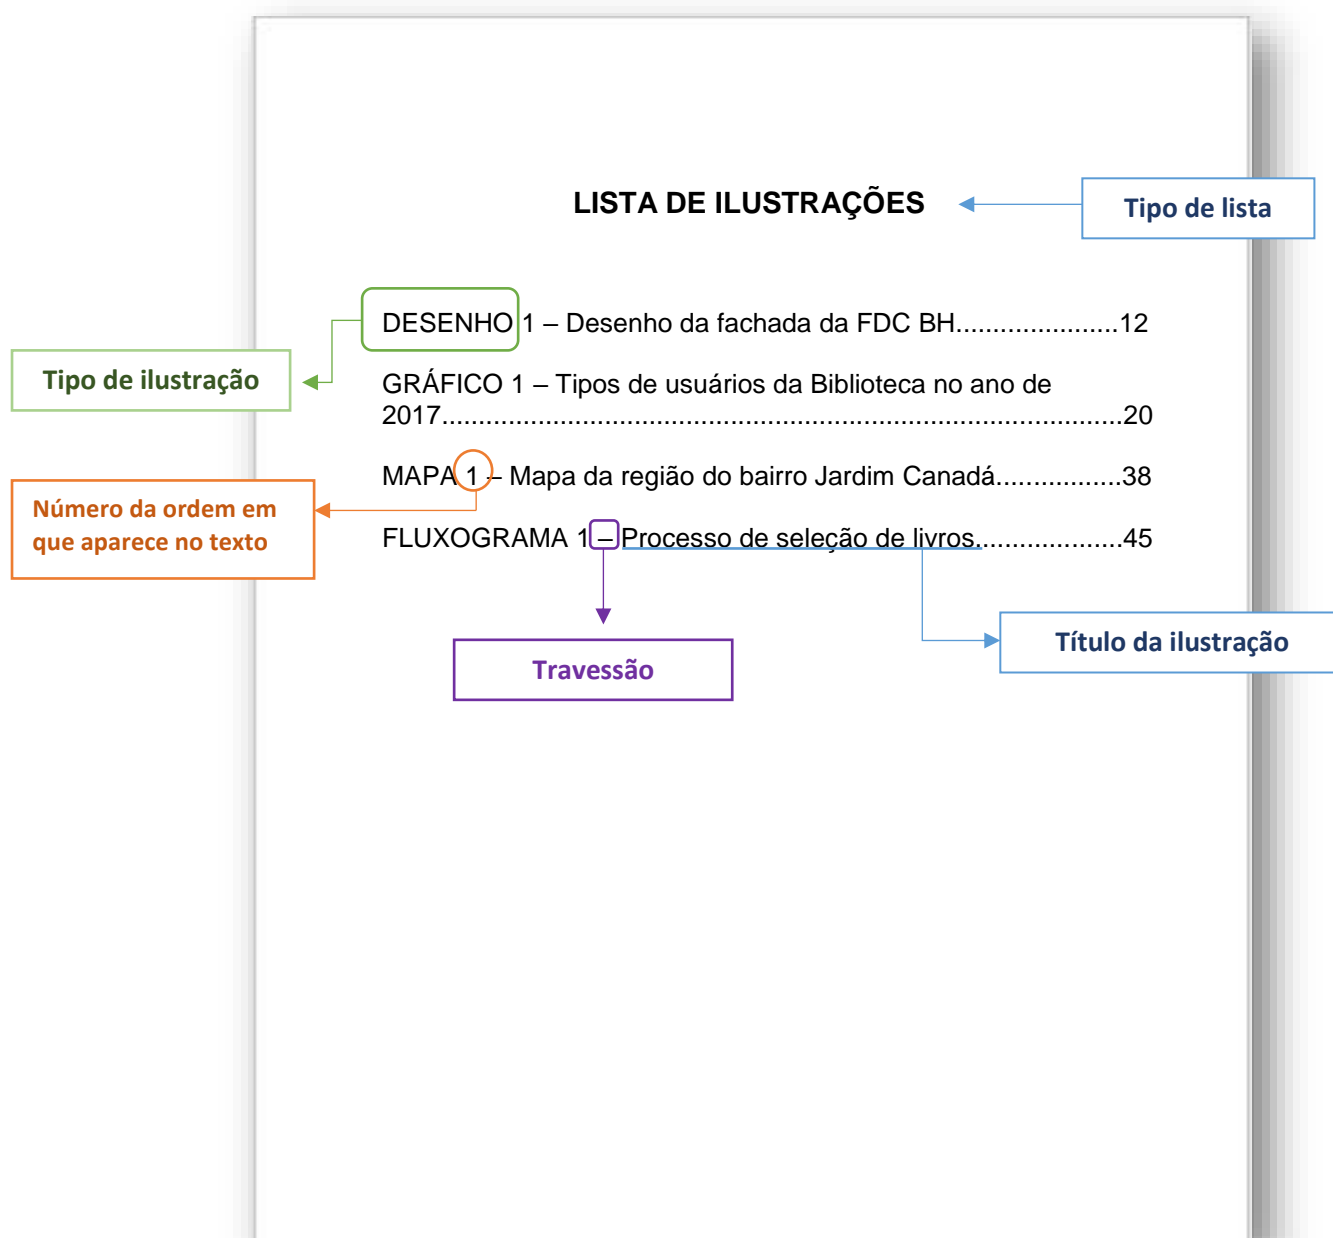 LISTA DE ILUSTRAÇÕES
Tipo de lista
DESENHO 1 – Desenho da fachada da FDC BH......................12
Tipo de ilustração
GRÁFICO 1 – Tipos de usuários da Biblioteca no ano de
2017............................................................................................20
MAPA 1 – Mapa da região do bairro Jardim Canadá.................38
Número da ordem em
que aparece no texto
FLUXOGRAMA 1 – Processo de seleção de livros....................45
Título da ilustração
Travessão